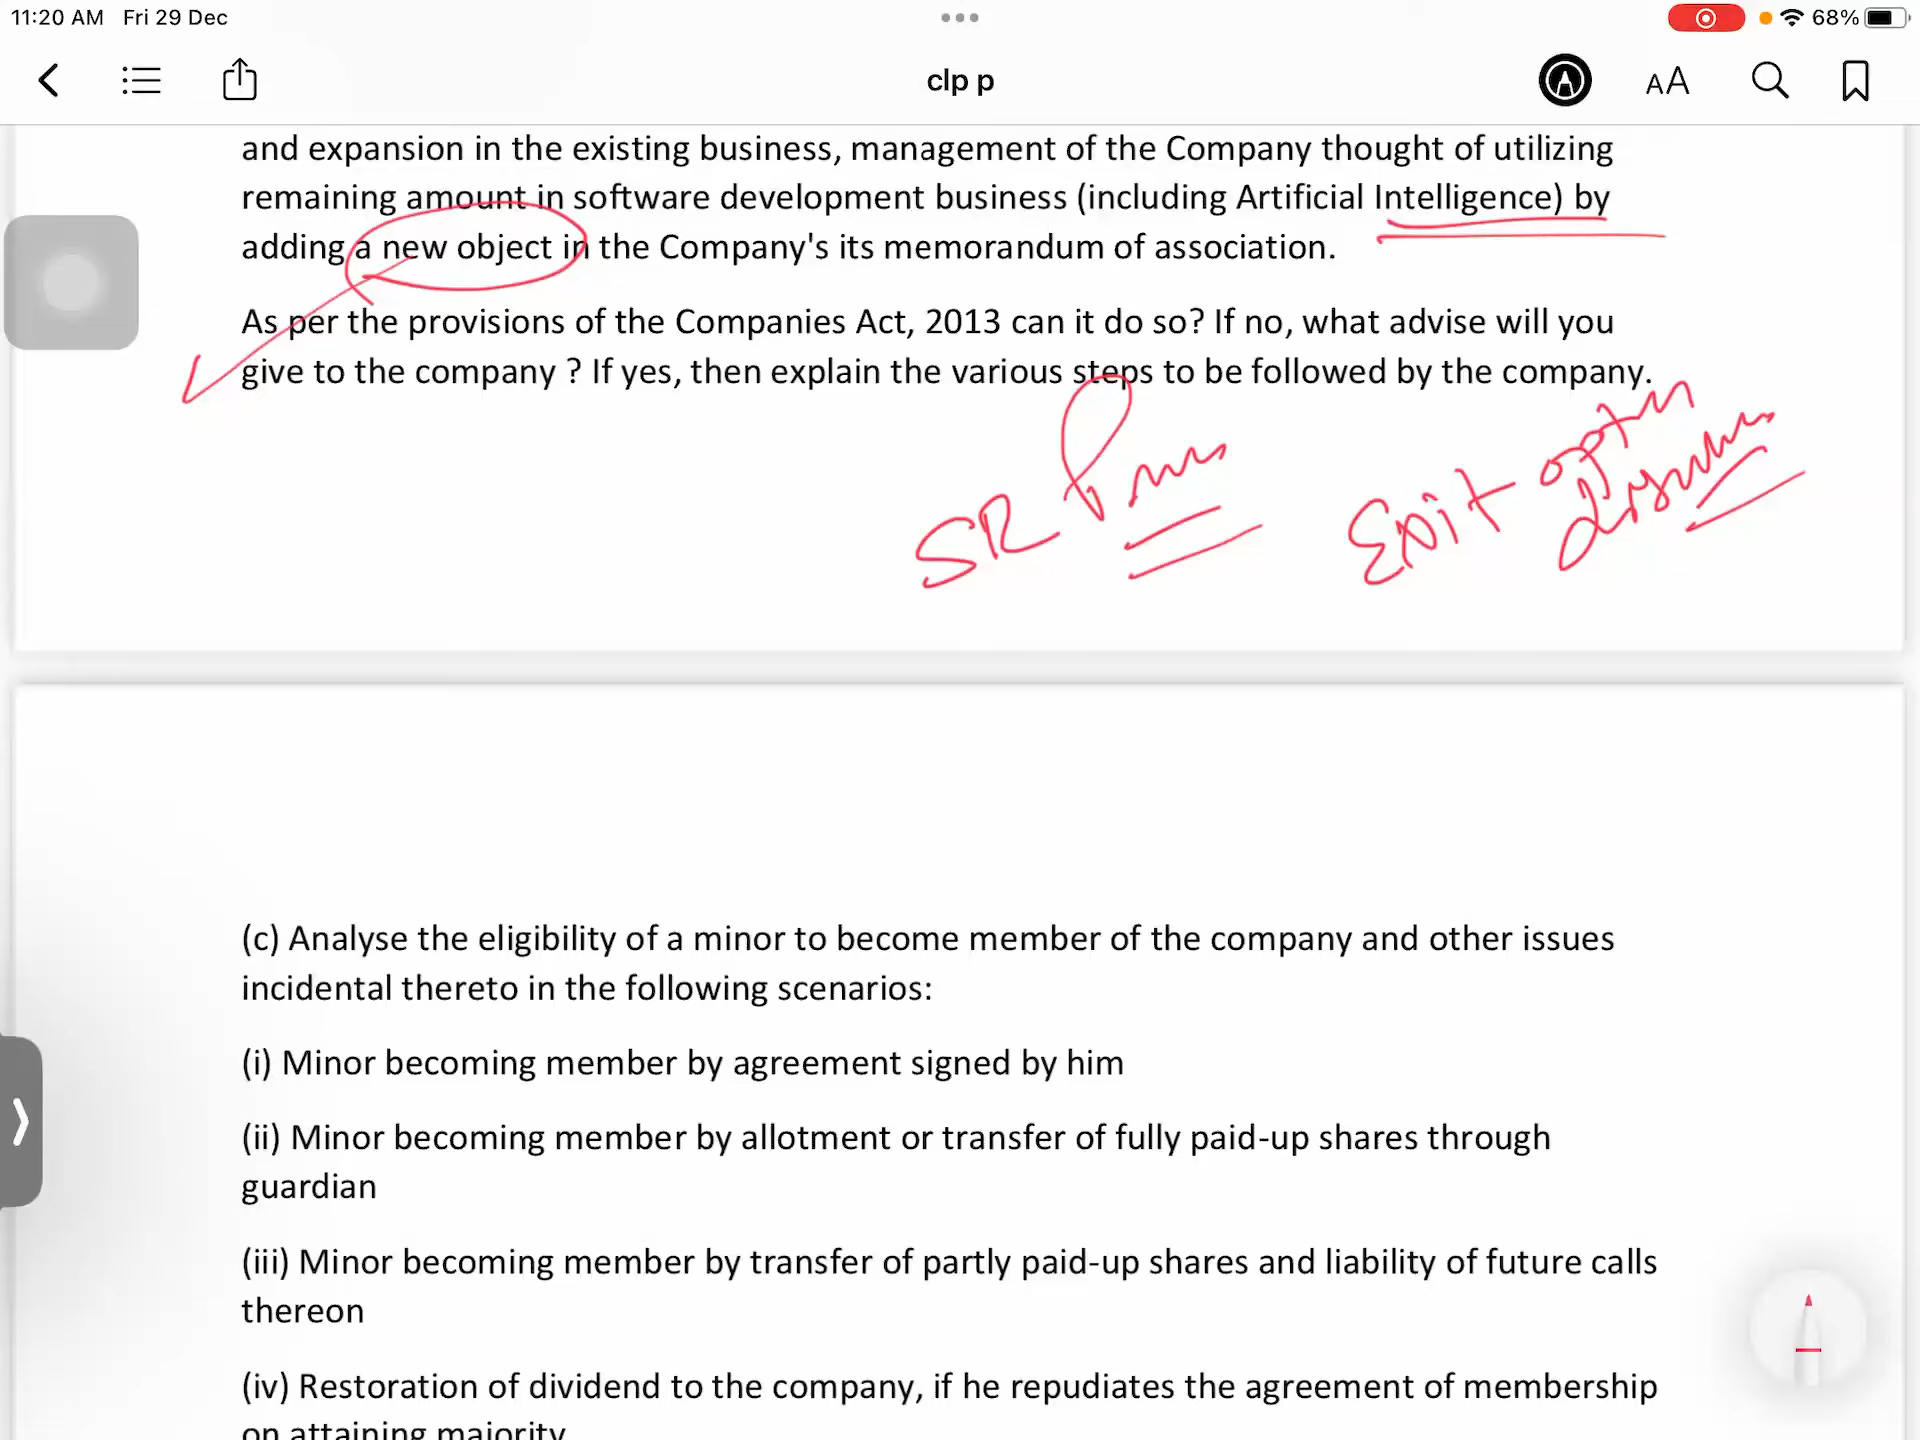 11:20 AM Fri 29 Dec
68%
clp p
AA
and expansion in the existing business, management of the Company thought of utilizing
remaining amount in software development business (including Artificial Intelligence) by
adding a new object in the Company's its memorandum of association.
As per the provisions of the Companies Act, 2013 can it do so? If no, what advise will you
give to the company ? If yes, then explain the various steps to be followed by the company.
SR
Exit option
(c) Analyse the eligibility of a minor to become member of the company and other issues
incidental thereto in the following scenarios:
(i) Minor becoming member by agreement signed by him
(ii) Minor becoming member by allotment or transfer of fully paid-up shares through
guardian
(iii) Minor becoming member by transfer of partly paid-up shares and liability of future calls
thereon
(iv) Restoration of dividend to the company, if he repudiates the agreement of membership
on attaining majority